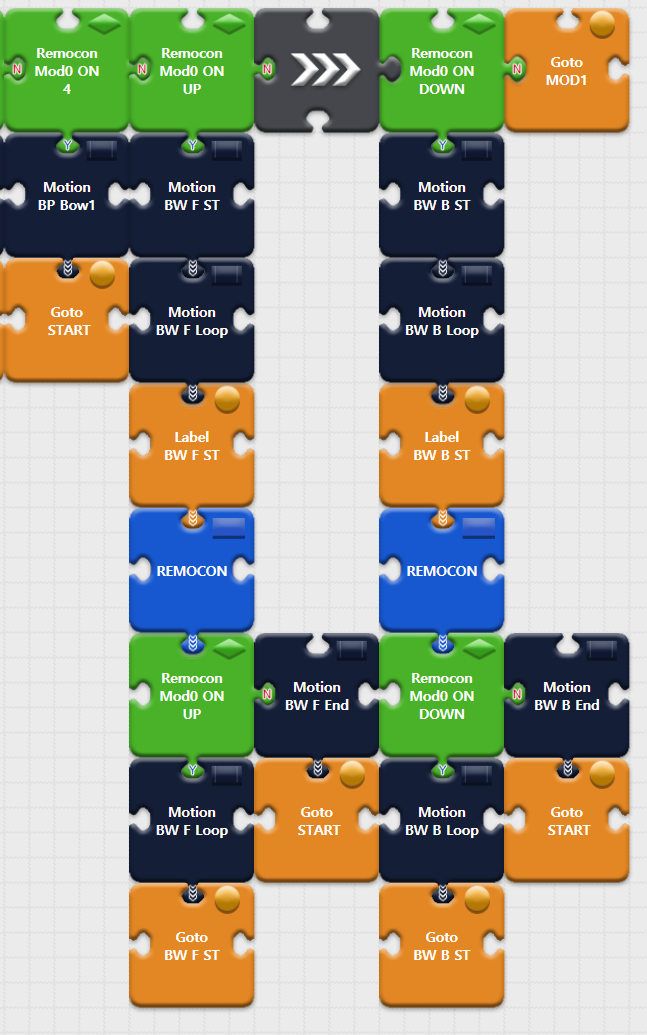 Remocon
Mod0 ON
4
N
Remocon
Mod0 ON
UP
N
N
Remocon
Mod0 ON
DOWN
N
Goto
MOD1
Y
Motion
BP Bow1
Y
Motion
BW F ST
Y
Motion
BW B ST
Goto
START
Motion
BW F Loop
Motion
BW B Loop
Label
BW F ST
Label
BW B ST
REMOCON
REMOCON
Remocon
Mod0 ON
UP
N
Motion
BW F End
Remocon
Mod0 ON
DOWN
N
Motion
BW B End
Y
Motion
BW F Loop
Goto
START
Y
Motion
BW B Loop
Goto
START
Goto
BW F ST
Goto
BW B ST